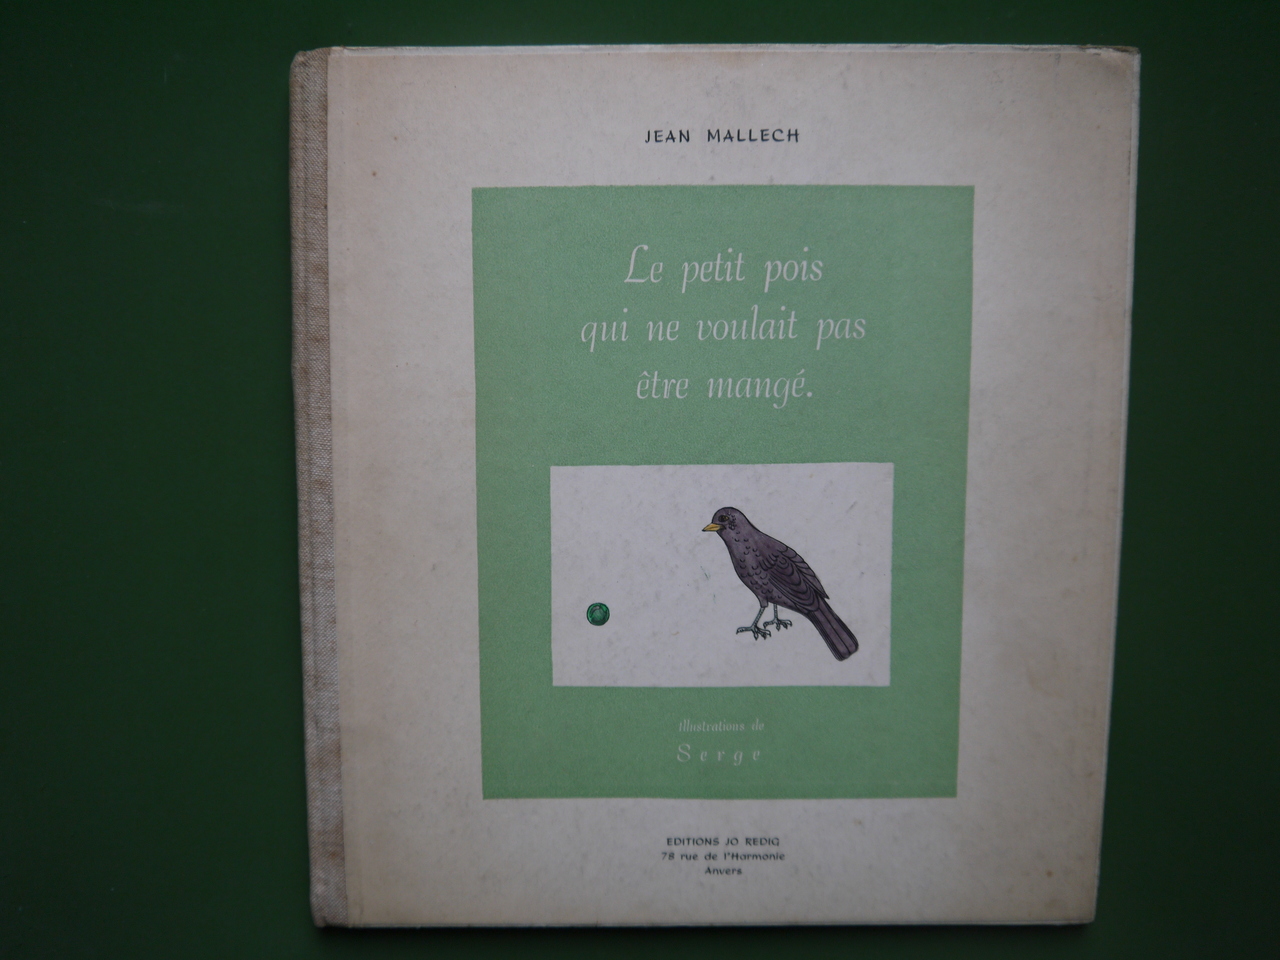 JEAN MALLECH
Le petit pois
qui ne voulait pas
être mangé.
illustrations de
Serge
EDITIONS JO REDIG
78 rue de l'Harmonie
Anvers